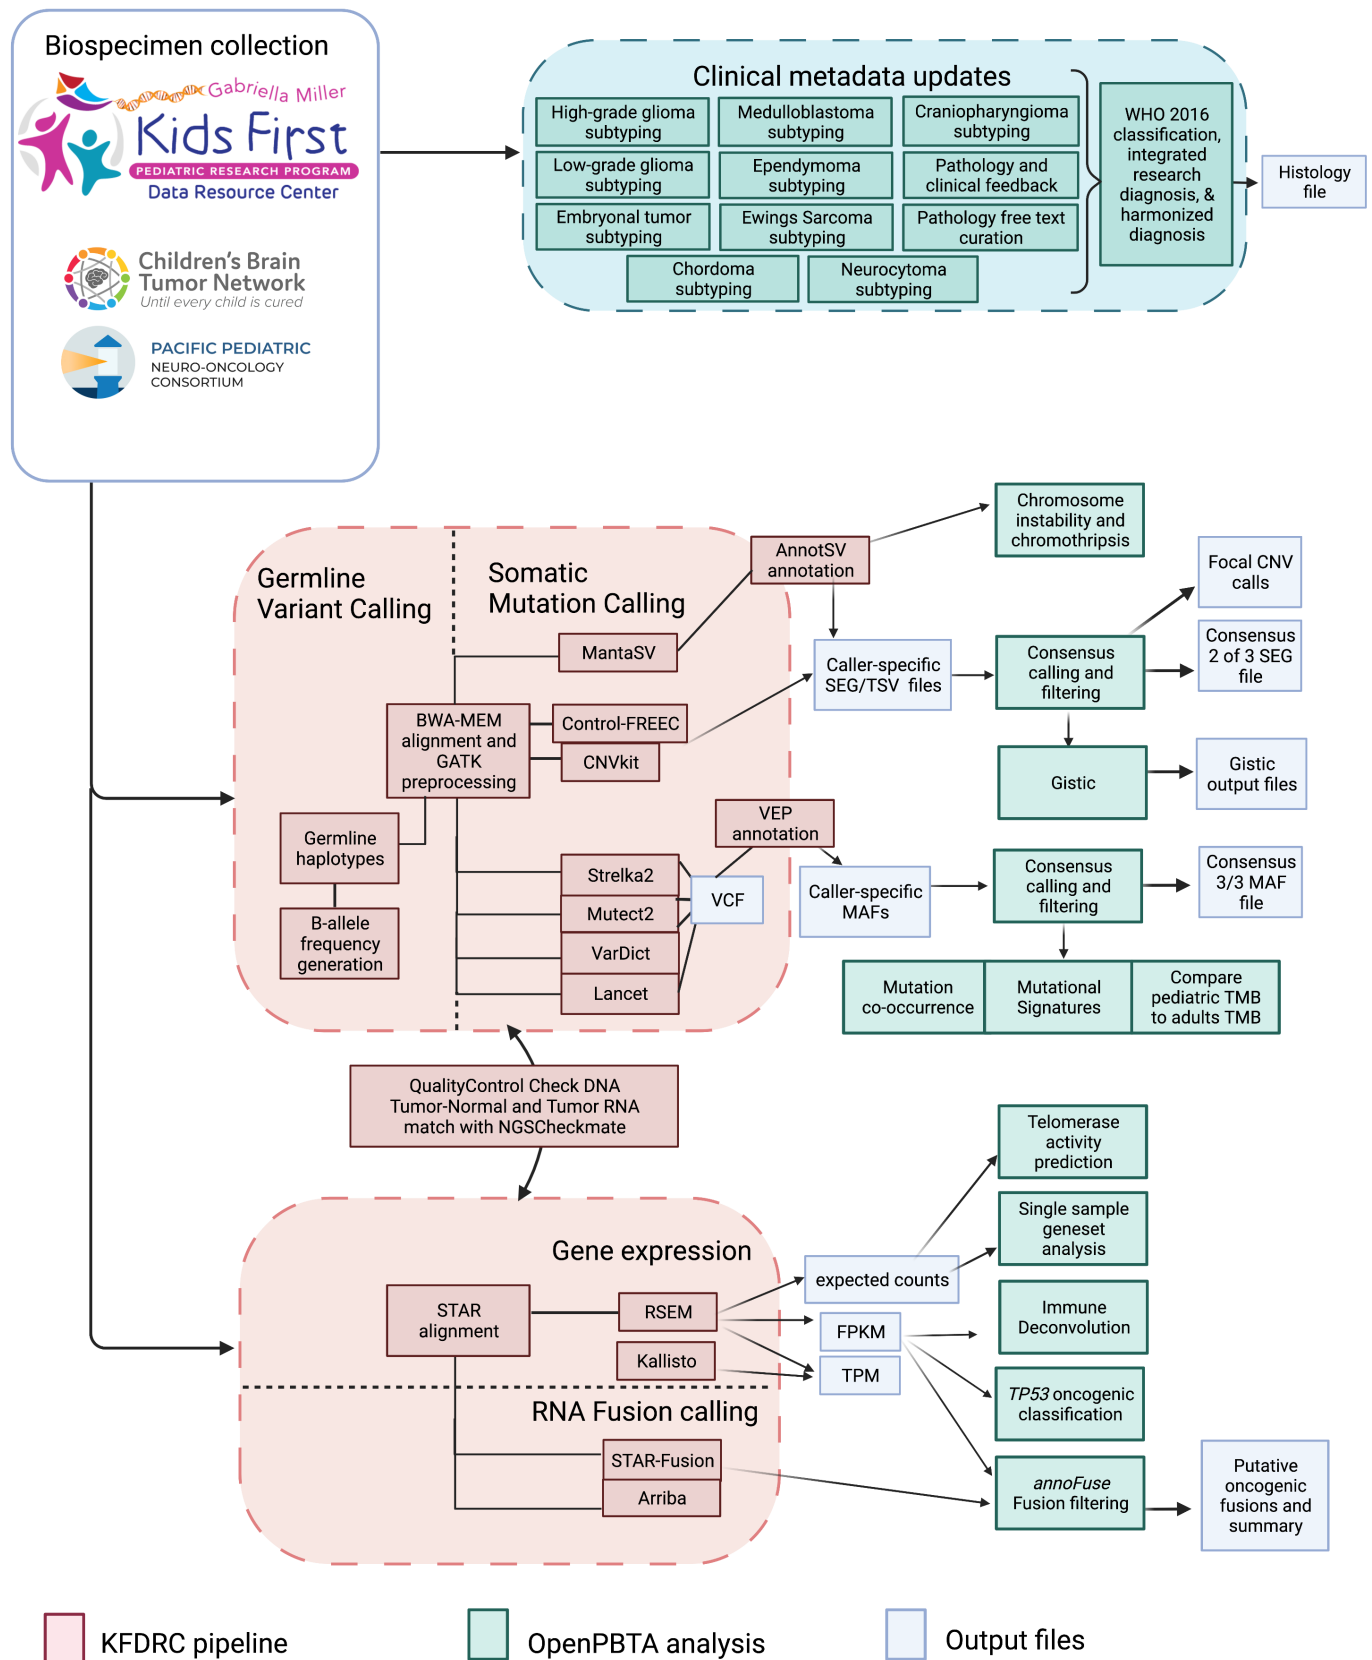 Biospecimen collection
Gabriella Miller
Kids First
PEDIATRIC RESEARCH PROGRAM
Data Resource Center
Children's Brain
Tumor Network
Until every child is cured
PACIFIC PEDIATRIC
NEURO-ONCOLOGY
CONSORTIUM
Clinical metadata updates
High-grade glioma
subtyping
Medulloblastoma
subtyping
Craniopharyngioma
subtyping
Low-grade glioma
subtyping
Ependymoma
subtyping
Pathology and
clinical feedback
Embryonal tumor
subtyping
Ewings Sarcoma
subtyping
Pathology free text
curation
Chordoma
subtyping
Neurocytoma
subtyping
WHO 2016
classification,
integrated
research
diagnosis, &
harmonized
diagnosis
Histology
file
Germline
Variant Calling
Somatic
Mutation Calling
AnnotSV
annotation
Chromosome
instability and
chromothripsis
MantaSV
Caller-specific
SEG/TSV files
Consensus
calling and
filtering
Focal CNV
calls
Consensus
2 of 3 SEG
file
BWA-MEM
alignment and
GATK
preprocessing
Control-FREEC
CNVkit
Gistic
Gistic
output files
Germline
haplotypes
B-allele
frequency
generation
VEP
annotation
Strelka2
Mutect2
VarDict
Lancet
VCF
Caller-specific
MAFs
Consensus
calling and
filtering
Consensus
3/3 MAF
file
Mutation
co-occurrence
Mutational
Signatures
Compare
pediatric TMB
to adults TMB
QualityControl Check DNA
Tumor-Normal and Tumor RNA
match with NGSCheckmate
Gene expression
STAR
alignment
RSEM
Kallisto
expected counts
FPKM
TPM
Telomerase
activity
prediction
Single sample
geneset
analysis
Immune
Deconvolution
TP53 oncogenic
classification
RNA Fusion calling
STAR-Fusion
Arriba
annoFuse
Fusion filtering
Putative
oncogenic
fusions and
summary
KFDRC pipeline
OpenPBTA analysis
Output files